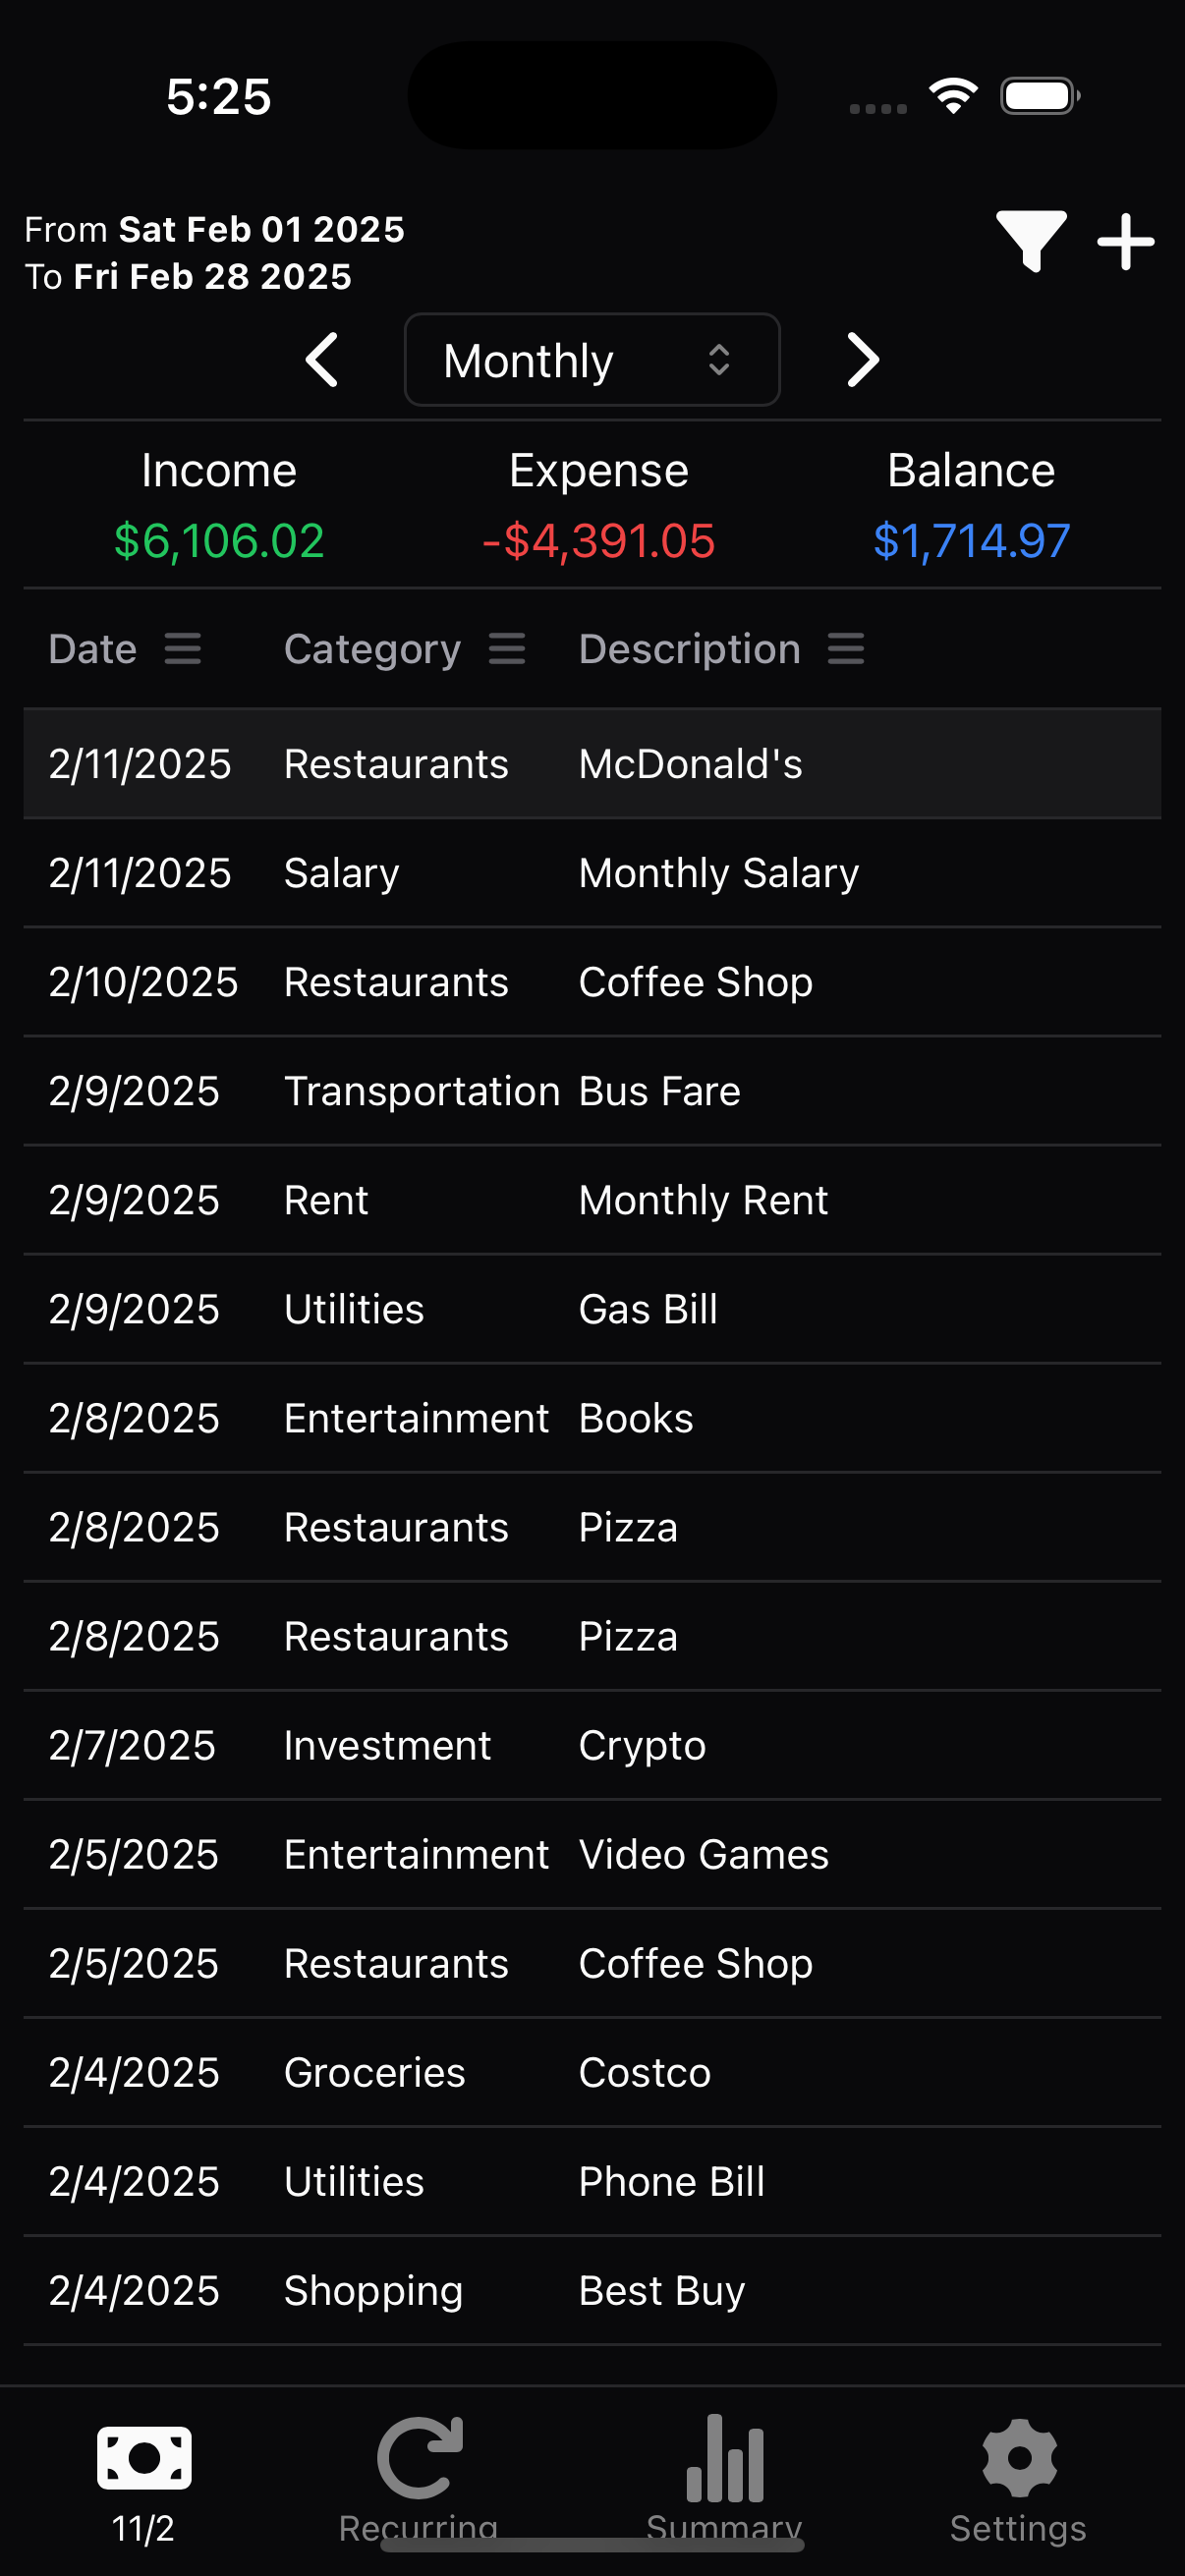 5:25
From Sat Feb 01 2025
To Fri Feb 28 2025
Monthly
Income Expense Balance
$6,106.02 -$4,391.05 $1,714.97
Date Category Description
2/11/2025 Restaurants McDonald's
2/11/2025 Salary Monthly Salary
2/10/2025 Restaurants Coffee Shop
2/9/2025 Transportation Bus Fare
2/9/2025 Rent Monthly Rent
2/9/2025 Utilities Gas Bill
2/8/2025 Entertainment Books
2/8/2025 Restaurants Pizza
2/8/2025 Restaurants Pizza
2/7/2025 Investment Crypto
2/5/2025 Entertainment Video Games
2/5/2025 Restaurants Coffee Shop
2/4/2025 Groceries Costco
2/4/2025 Utilities Phone Bill
2/4/2025 Shopping Best Buy
11/2 Recurring Summary Settings